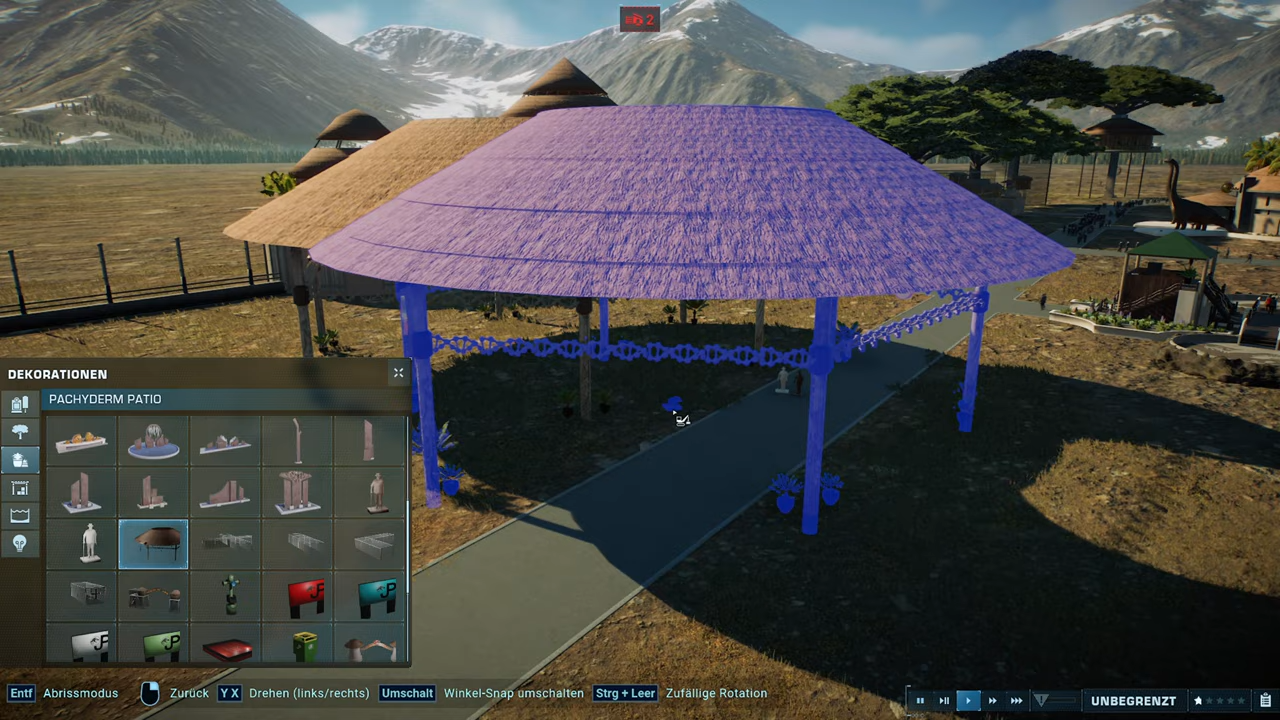 2
DEKORATIONEN
PACHYDERM PATIO
Entf Abrissmodus Zurück Y X Drehen (links/rechts) Umschalt Winkel-Snap umschalten Strg + Leer Zufällige Rotation
UNBEGRENZT